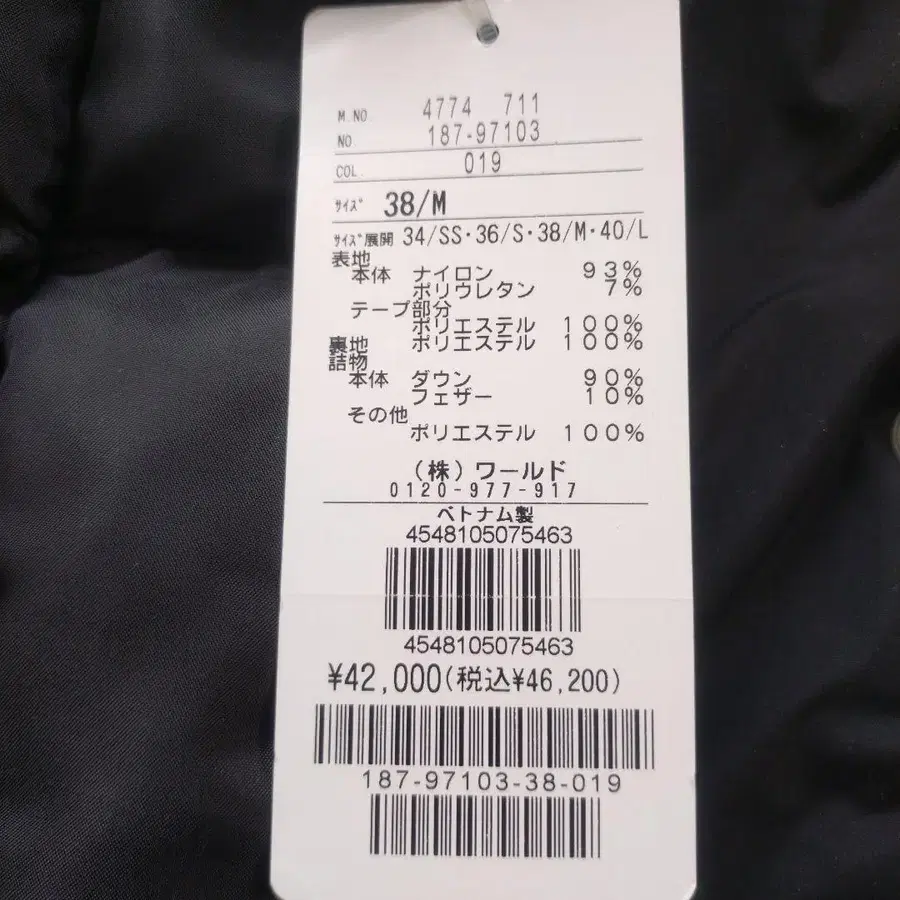 M.NO 4774 711
NO 187-97103
COL. 019
サイズ 38/M
サイズ展開 34/SS・36/S・38/M・40/L
表地
本体 ナイロン 93%
ポリウレタン 7%
テープ部分
ポリエステル 100%
裏地 ポリエステル 100%
詰物
本体 ダウン 90%
フェザー 10%
その他
ポリエステル 100%
(株)ワールド
0120-977-917
ベトナム製
4548105075463
4548105075463
¥42,000(税込¥46,200)
187-97103-38-019